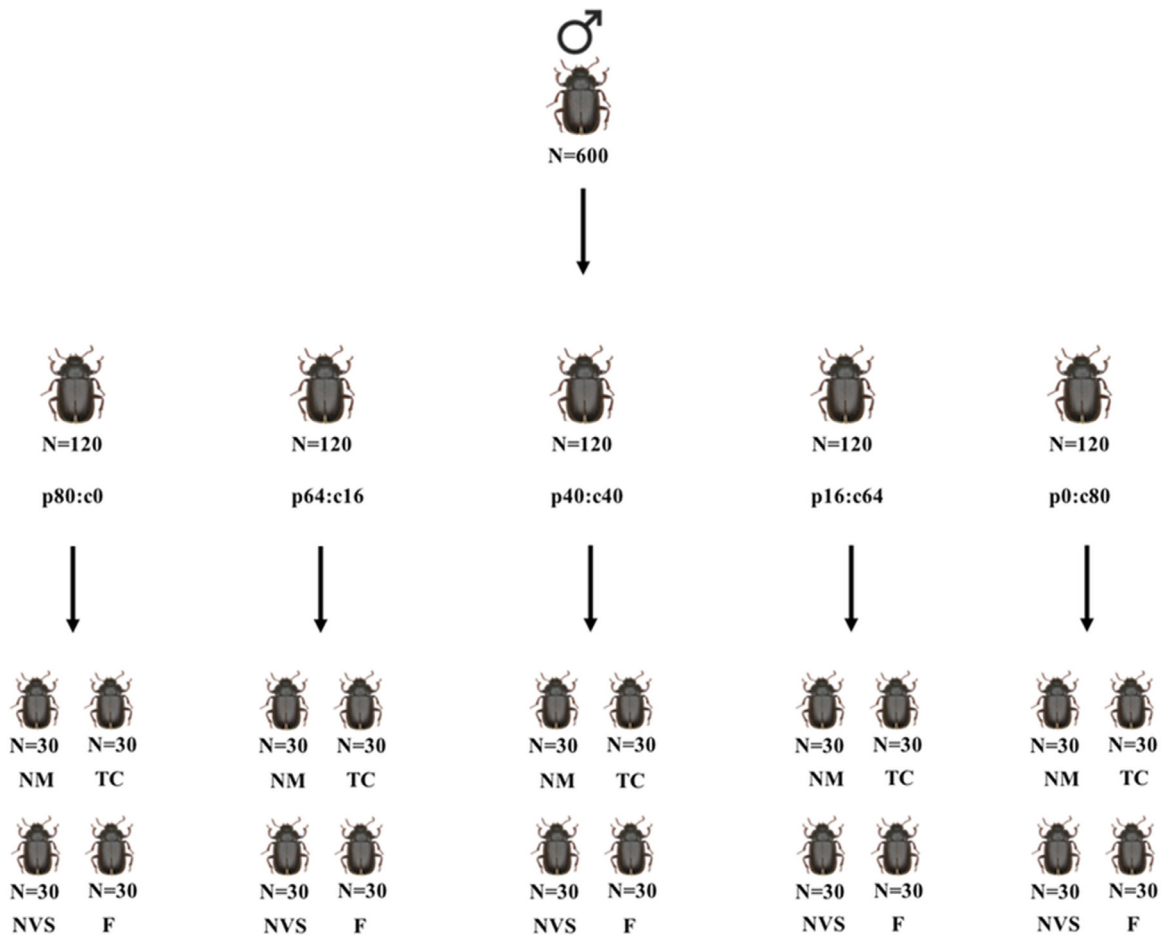 N=600
N=120 N=120 N=120 N=120 N=120
p80:c0 p64:c16 p40:c40 p16:c64 p0:c80
N=30 N=30 N=30 N=30 N=30 N=30 N=30 N=30 N=30 N=30
NM TC NM TC NM TC NM TC NM TC
N=30 N=30 N=30 N=30 N=30 N=30 N=30 N=30 N=30 N=30
NVS F NVS F NVS F NVS F NVS F